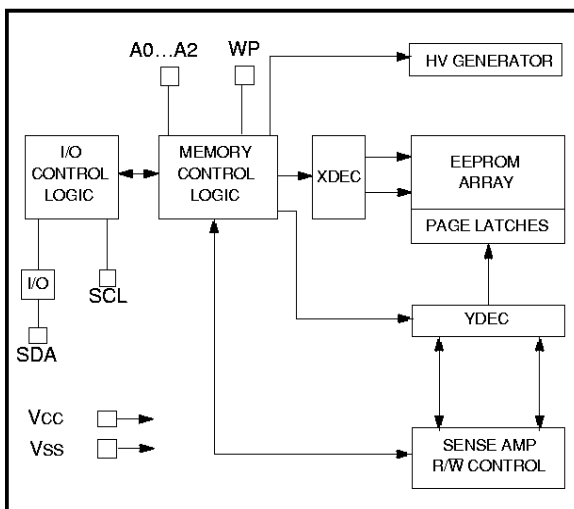 A0...A2
WP
HV GENERATOR
I/O
CONTROL
LOGIC
MEMORY
CONTROL
LOGIC
XDEC
EEPROM
ARRAY
PAGE LATCHES
I/O
SCL
SDA
YDEC
Vcc
Vss
SENSE AMP
R/W̅ CONTROL